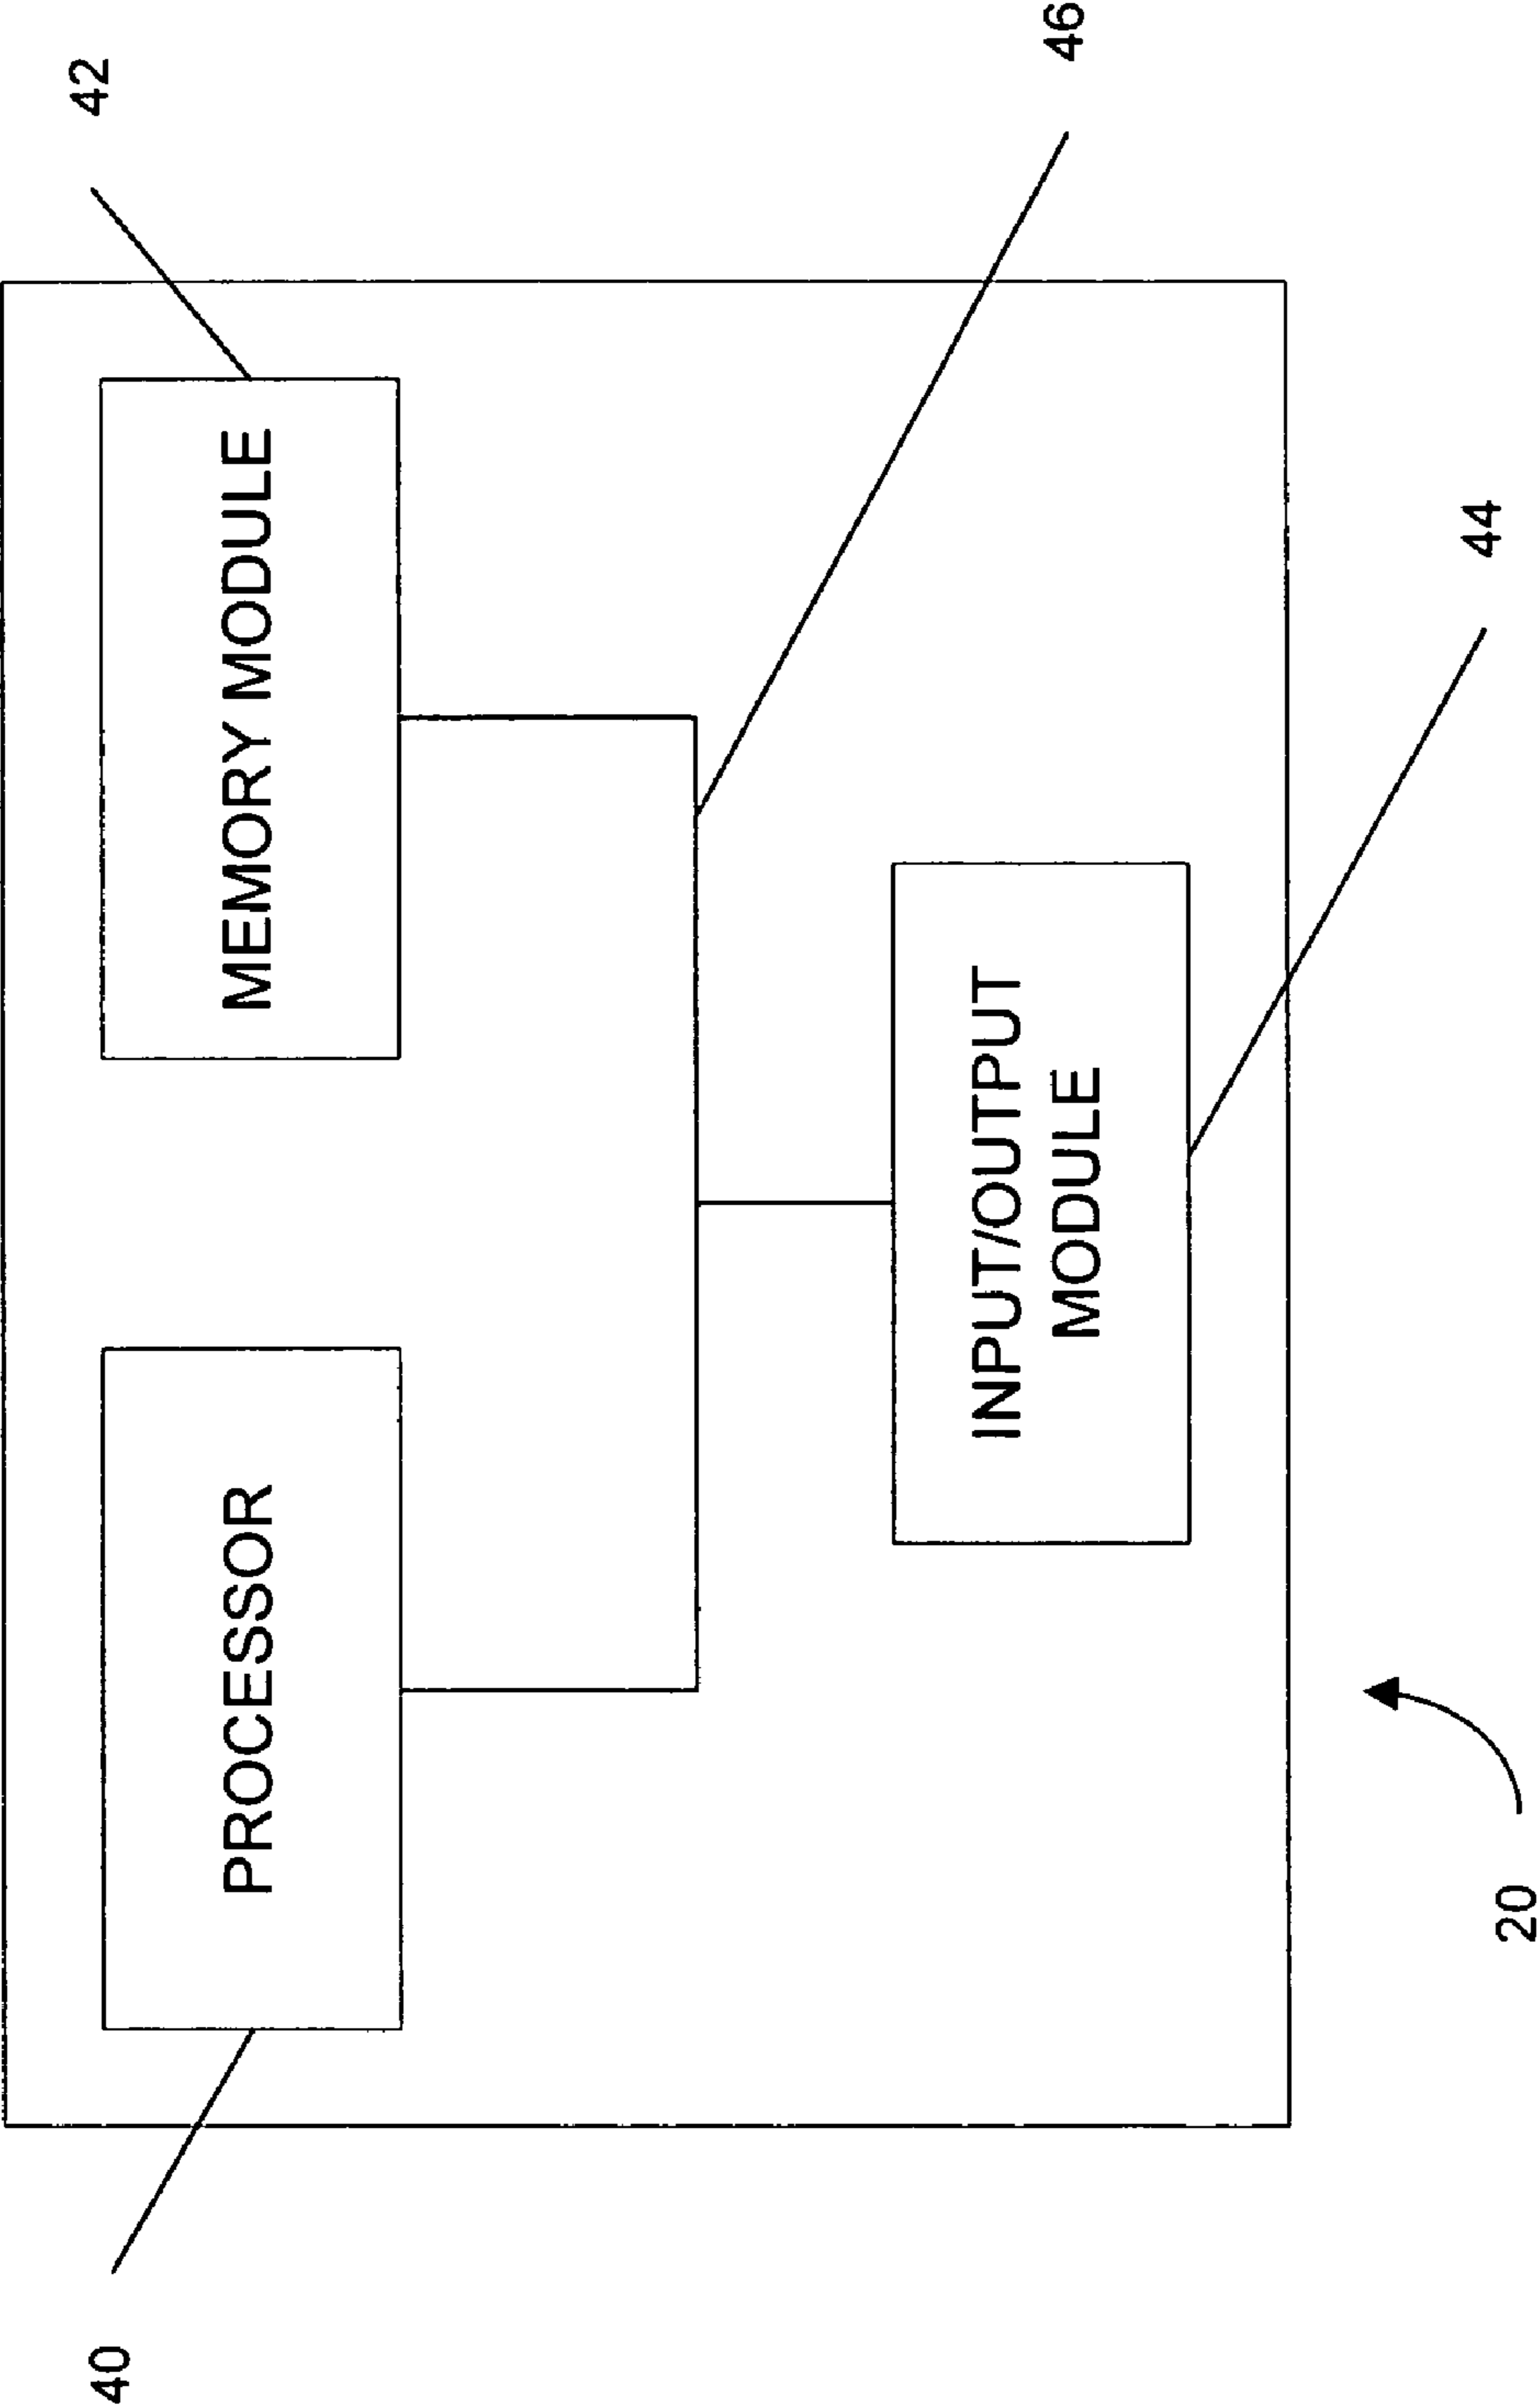 42
46
MEMORY MODULE
44
PROCESSOR
INPUT/OUTPUT
MODULE
40
20